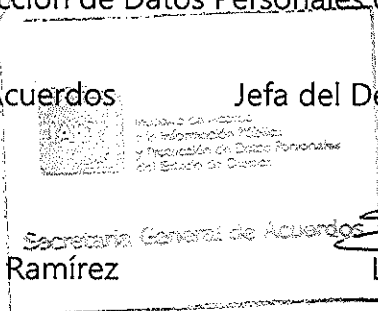 cción de Datos Personales
Acuerdos Jefa del De
Instituto de Acceso
a la Información Pública
y Protección de Datos Personales
del Estado de
Secretaría General de Acuerdos
Ramírez L